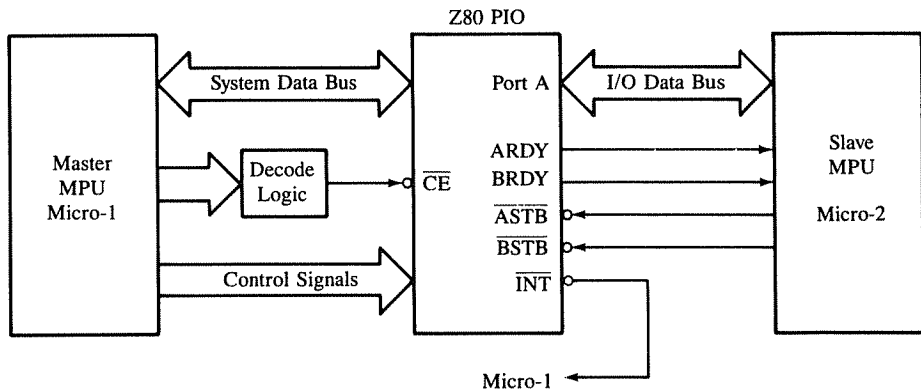 Z80 PIO
System Data Bus
Port A
I/O Data Bus
Master
MPU
Micro-1
Decode
Logic
CE
ARDY
BRDY
ASTB
BSTB
INT
Slave
MPU
Micro-2
Control Signals
Micro-1